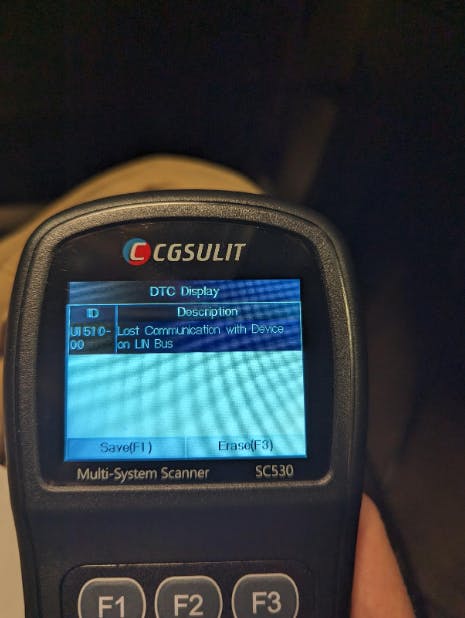 CGSULIT
DTC Display
ID Description
U1510- Lost Communication with Device
00 on LIN Bus
Save(F1) Erase(F3)
Multi-System Scanner SC530
F1 F2 F3